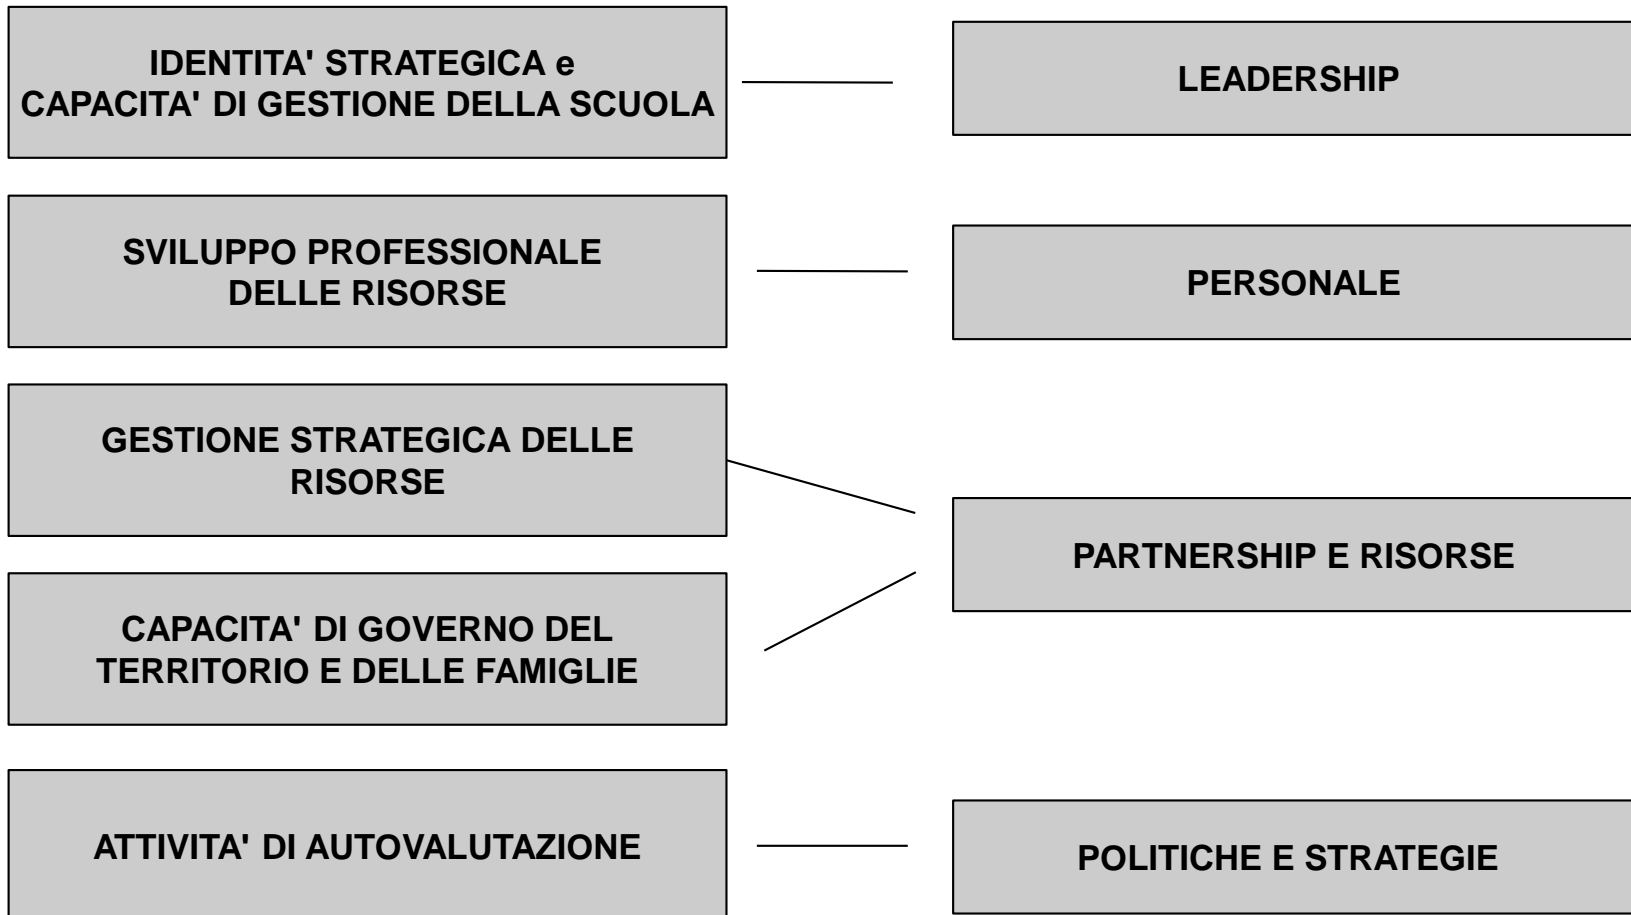 IDENTITA' STRATEGICA e
CAPACITA' DI GESTIONE DELLA SCUOLA
LEADERSHIP
SVILUPPO PROFESSIONALE
DELLE RISORSE
PERSONALE
GESTIONE STRATEGICA DELLE
RISORSE
PARTNERSHIP E RISORSE
CAPACITA' DI GOVERNO DEL
TERRITORIO E DELLE FAMIGLIE
ATTIVITA' DI AUTOVALUTAZIONE
POLITICHE E STRATEGIE